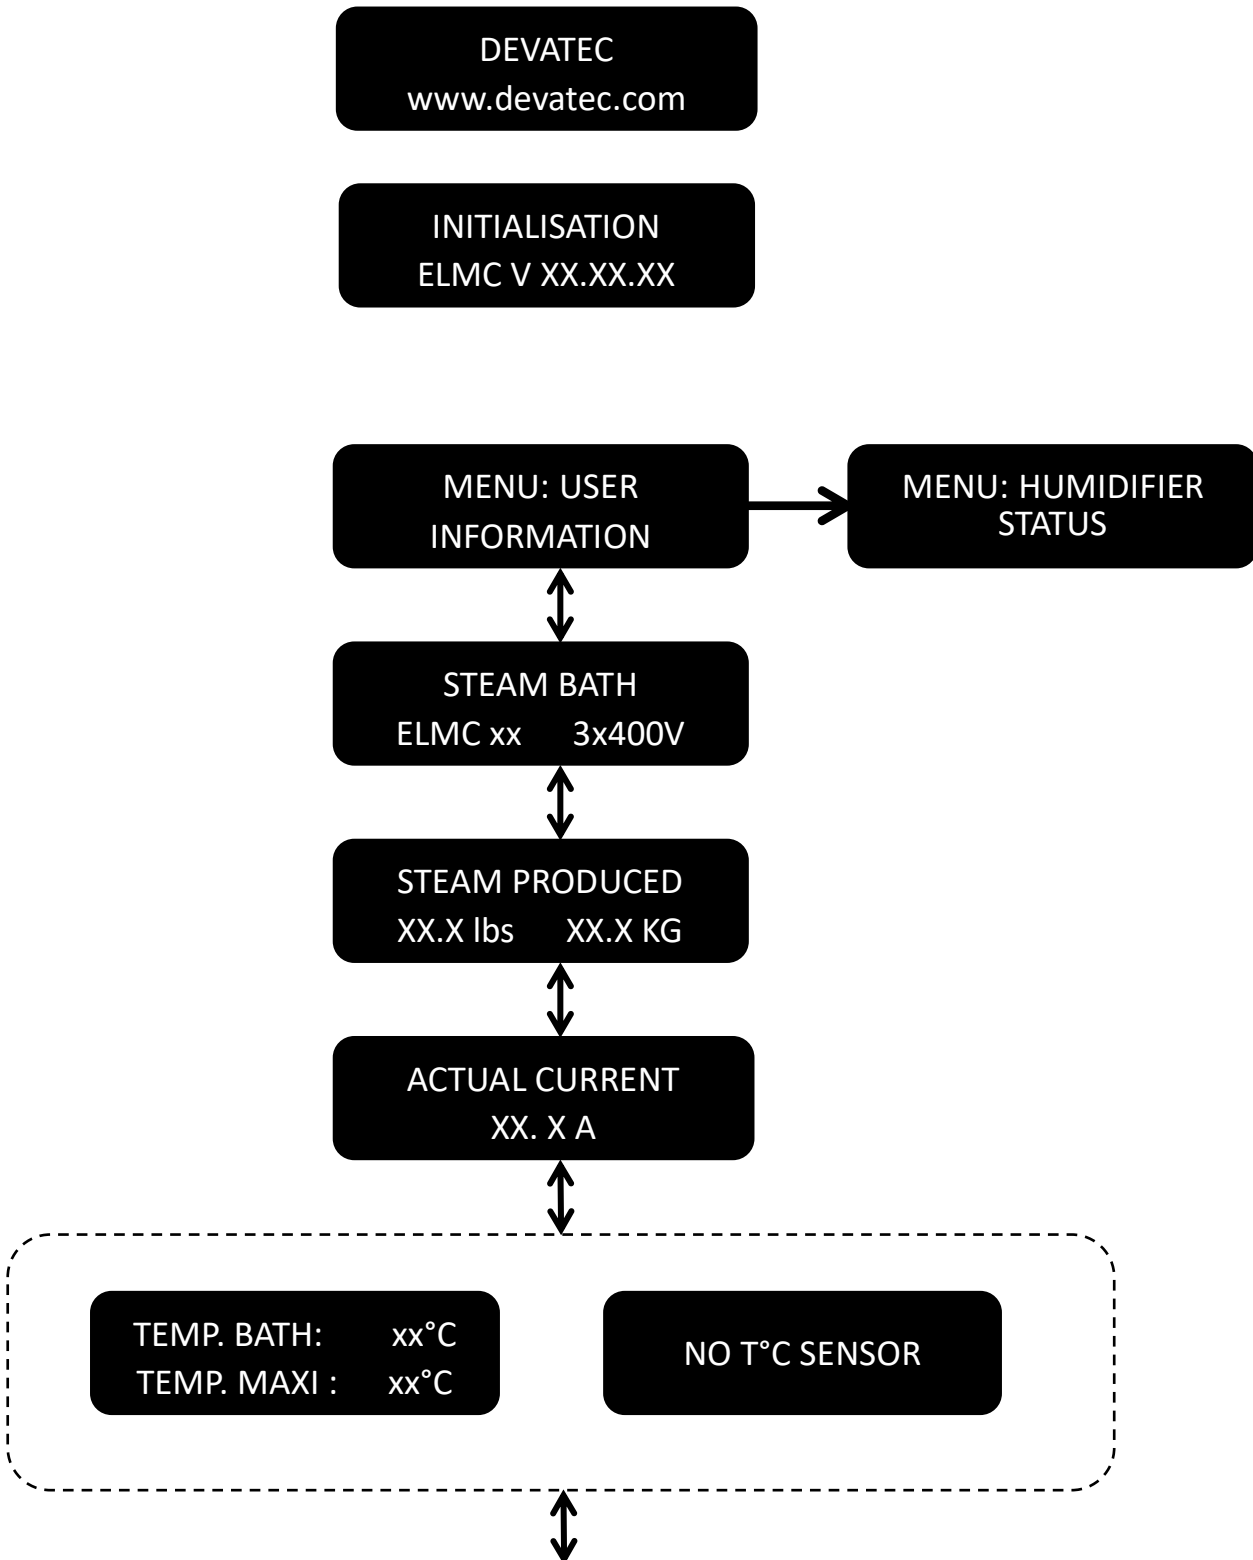 DEVATEC
www.devatec.com
INITIALISATION
ELMC V XX.XX.XX
MENU: USER
INFORMATION
MENU: HUMIDIFIER
STATUS
STEAM BATH
ELMC xx 3x400V
STEAM PRODUCED
XX.X lbs XX.X KG
ACTUAL CURRENT
XX. X A
TEMP. BATH: xx°C
TEMP. MAXI : xx°C
NO T°C SENSOR